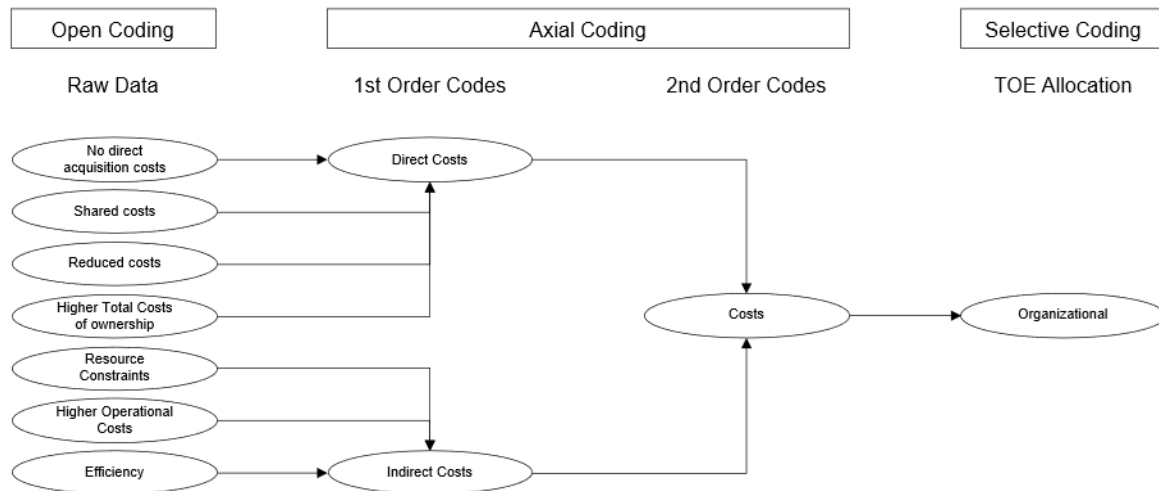 Open Coding
Axial Coding
Selective Coding
Raw Data
1st Order Codes
2nd Order Codes
TOE Allocation
No direct
acquisition costs
Direct Costs
Shared costs
Reduced costs
Higher Total Costs
of ownership
Costs
Organizational
Resource
Constraints
Higher Operational
Costs
Efficiency
Indirect Costs